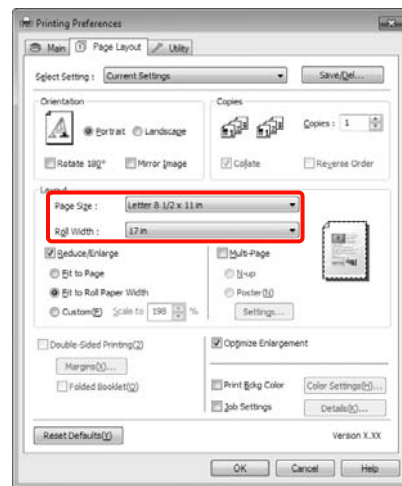 Printing Preferences
Main Page Layout Utility
Select Setting : Current Settings Save/Del...
Orientation Copies
Portrait Landscape Copies : 1
Rotate 180° Mirror Image Collate Reverse Order
Layout
Page Size : Letter 8 1/2 x 11 in
Roll Width : 17 in
Reduce/Enlarge Multi-Page
Fit to Page N-up
Fit to Roll Paper Width Poster(N)
Custom(F) Scale to 198 % Settings...
Double-Sided Printing(2) Optimize Enlargement
Margins(X)...
Folded Booklet(Q) Print Bckg Color Color Settings(H)...
Job Settings Details(K)...
Reset Defaults(Y) Version X.XX
OK Cancel Help